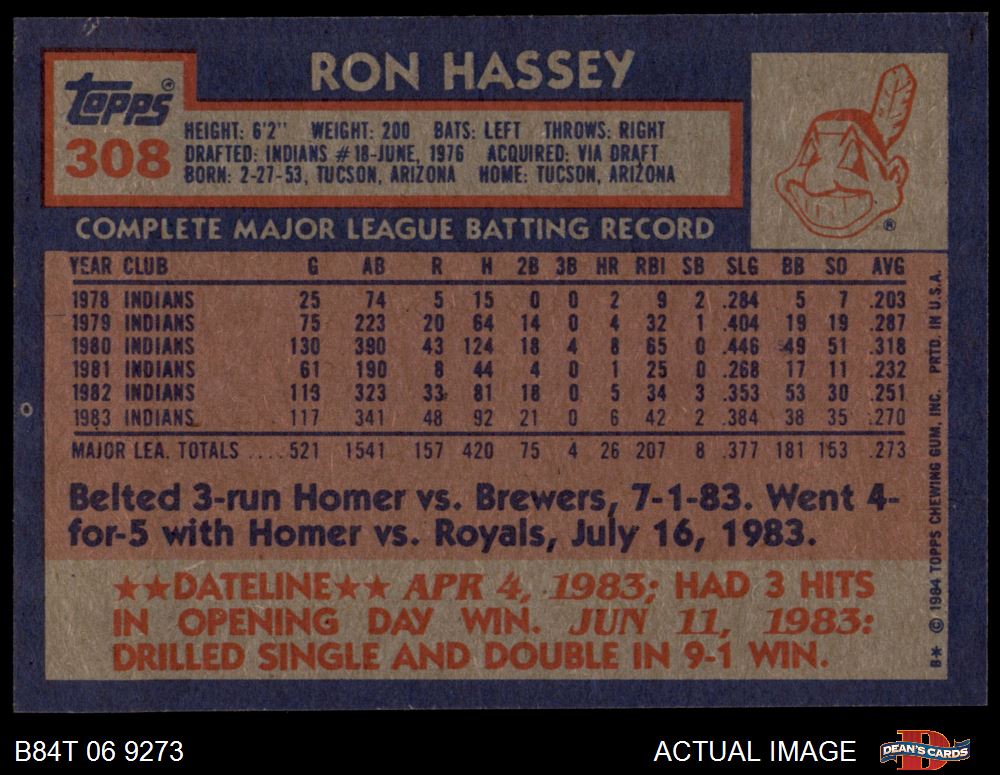 RON HASSEY
Topps®
308
HEIGHT: 6'2" WEIGHT: 200 BATS: LEFT THROWS: RIGHT
DRAFTED: INDIANS #18-JUNE, 1976 ACQUIRED: VIA DRAFT
BORN: 2-27-53, TUCSON, ARIZONA HOME: TUCSON, ARIZONA
®
COMPLETE MAJOR LEAGUE BATTING RECORD
YEAR CLUB G AB R H 2B 3B HR RBI SB SLG BB SO AVG
1978 INDIANS 25 74 5 15 0 0 2 9 2 .284 5 7 .203
1979 INDIANS 75 223 20 64 14 0 4 32 1 .404 19 19 .287
1980 INDIANS 130 390 43 124 18 4 8 65 0 .446 49 51 .318
1981 INDIANS 61 190 8 44 4 0 1 25 0 .268 17 11 .232
1982 INDIANS 113 323 33 81 18 0 5 34 3 .353 53 30 .251
1983 INDIANS 117 341 48 92 21 0 6 42 2 .384 38 35 .270
MAJOR LEA. TOTALS ....521 1541 157 420 75 4 26 207 8 .377 181 153 .273
Belted 3-run Homer vs. Brewers, 7-1-83. Went 4-
for-5 with Homer vs. Royals, July 16, 1983.
★★DATELINE★★ APR 4, 1983; HAD 3 HITS
IN OPENING DAY WIN. JUN 11, 1983:
DRILLED SINGLE AND DOUBLE IN 9-1 WIN.
B* © 1984 TOPPS CHEWING GUM, INC. PRTD. IN U.S.A.
B84T 06 9273
ACTUAL IMAGE
DEAN'S CARDS